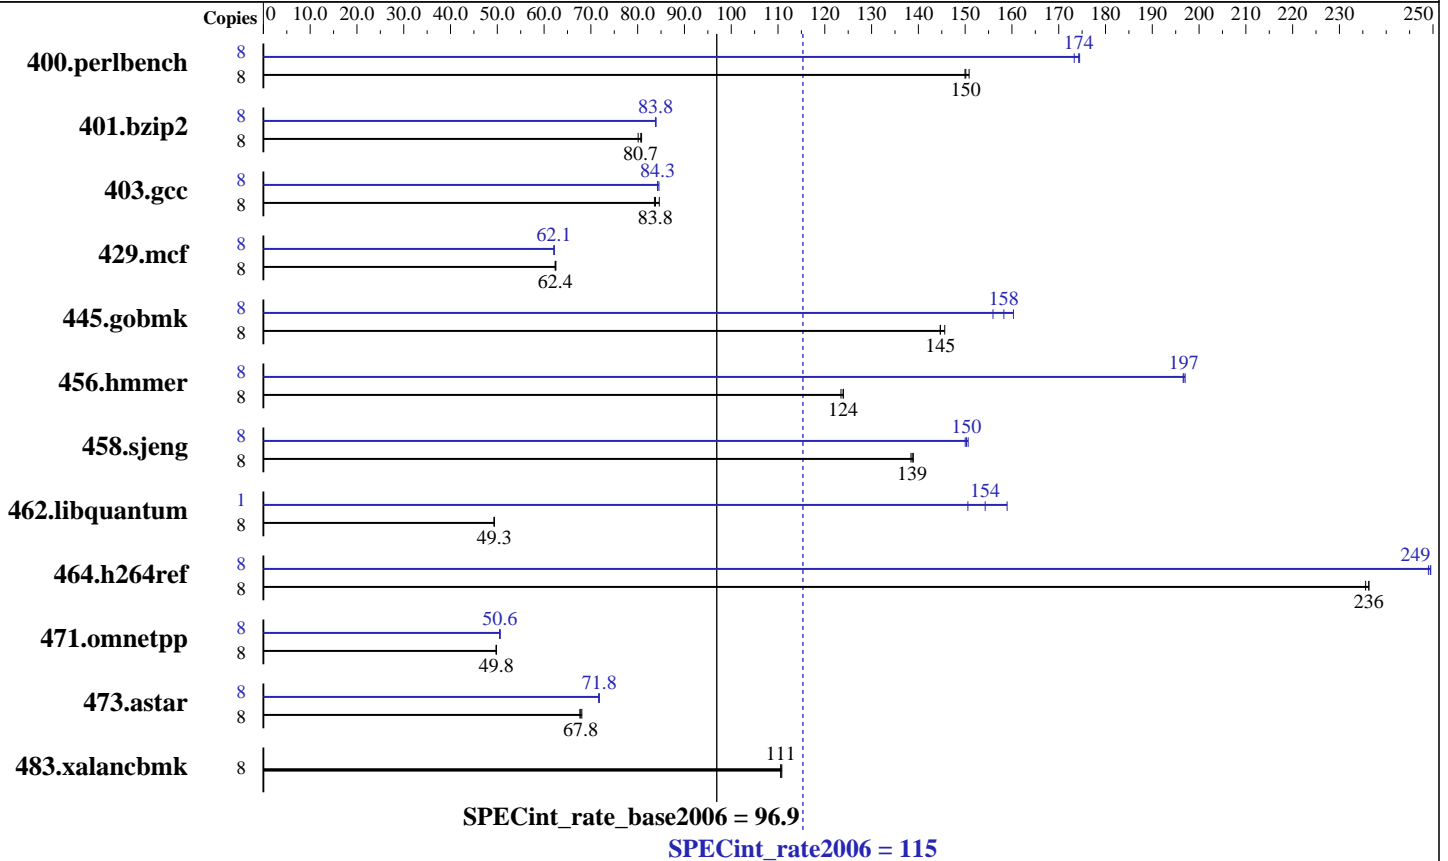 Copies 0 10.0 20.0 30.0 40.0 50.0 60.0 70.0 80.0 90.0 100 110 120 130 140 150 160 170 180 190 200 210 220 230 250
400.perlbench 8 174
8 150
401.bzip2 8 83.8
8 80.7
403.gcc 8 84.3
8 83.8
429.mcf 8 62.1
8 62.4
445.gobmk 8 158
8 145
456.hmmer 8 197
8 124
458.sjeng 8 150
8 139
462.libquantum 1 154
8 49.3
464.h264ref 8 249
8 236
471.omnetpp 8 50.6
8 49.8
473.astar 8 71.8
8 67.8
483.xalancbmk 8 111
SPECint_rate_base2006 = 96.9
SPECint_rate2006 = 115